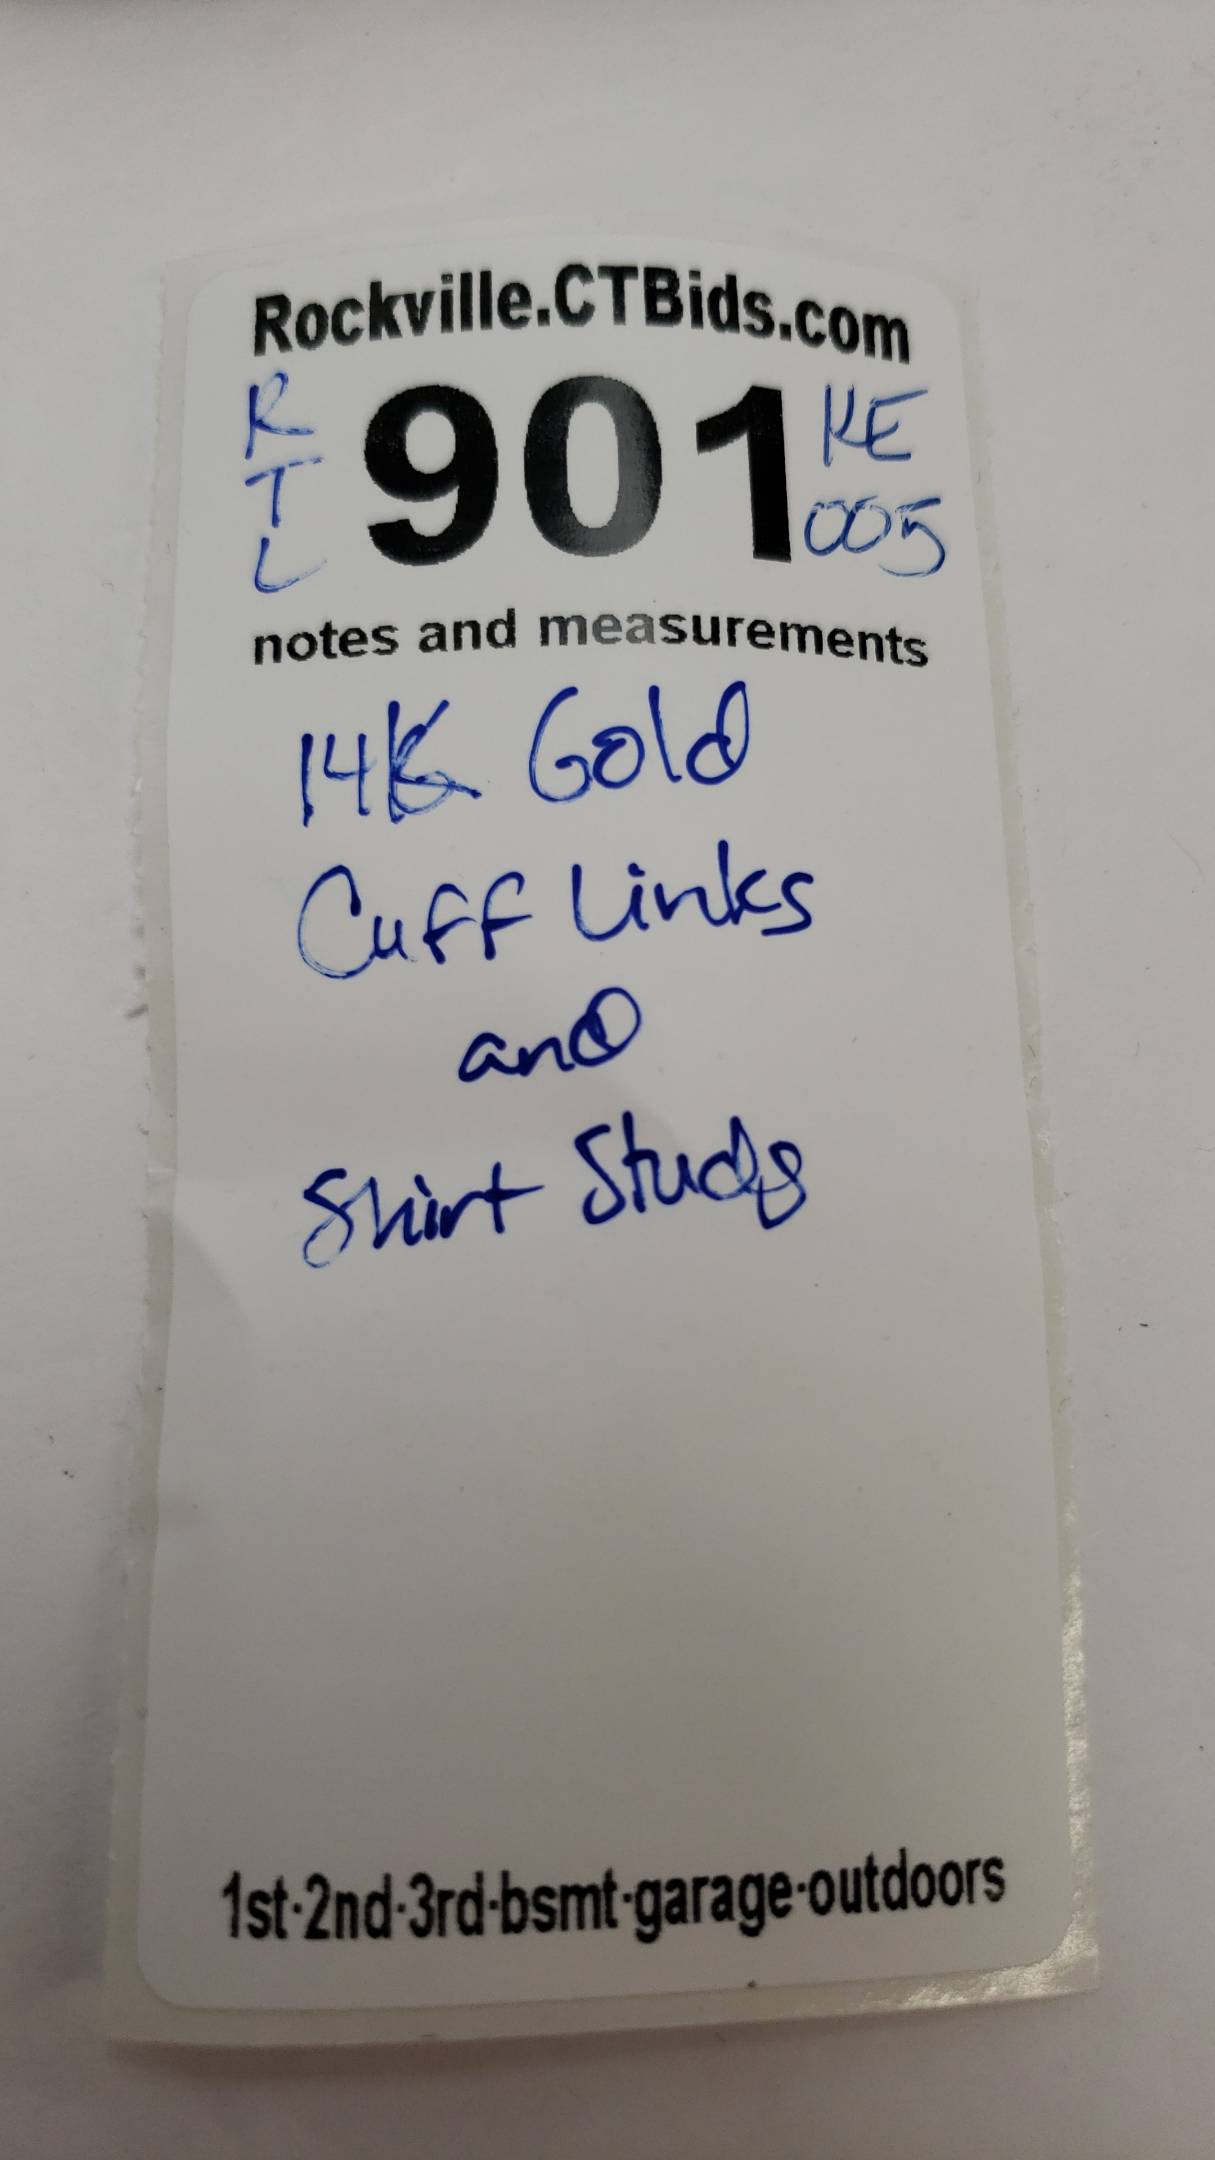 Rockville.CTBids.com
R
T
L
901
KE
005
notes and measurements
14K Gold
Cuff Links
and
Shirt Studs
1st·2nd·3rd·bsmt·garage·outdoors